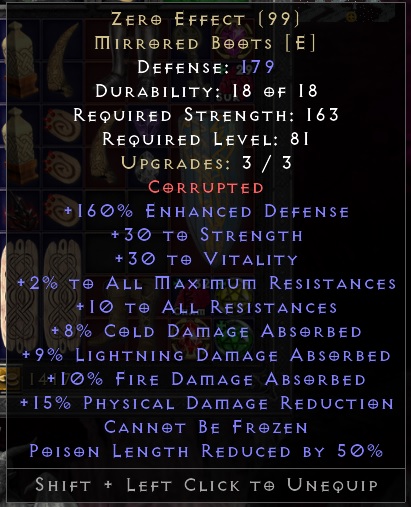 Zero Effect (99)
Mirrored Boots [E]
Defense: 179
Durability: 18 of 18
Required Strength: 163
Required Level: 81
Upgrades: 3 / 3
Corrupted
+160% Enhanced Defense
+30 to Strength
+30 to Vitality
+2% to All Maximum Resistances
+10 to All Resistances
+8% Cold Damage Absorbed
+9% Lightning Damage Absorbed
+10% Fire Damage Absorbed
+15% Physical Damage Reduction
Cannot Be Frozen
Poison Length Reduced by 50%
Shift + Left Click to Unequip